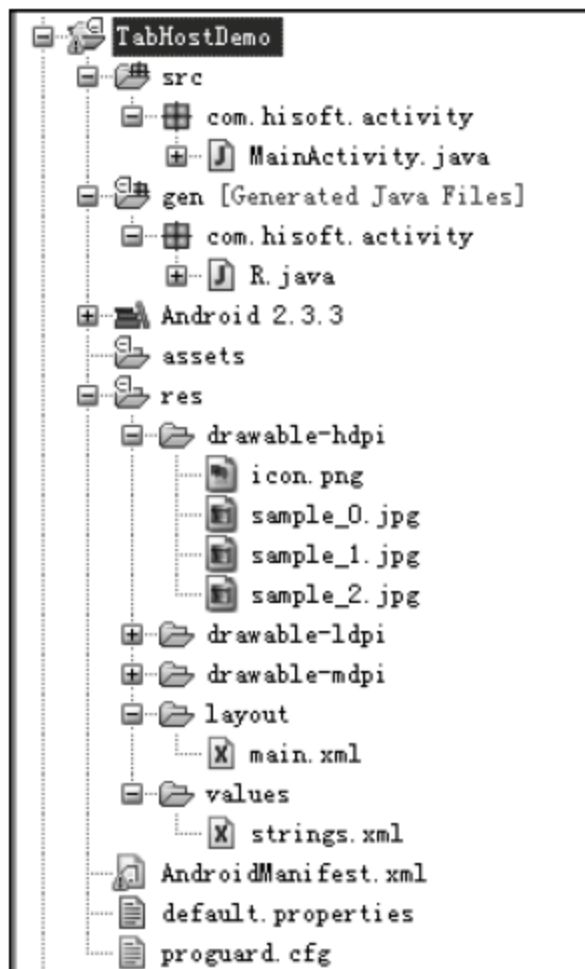 TabHostDemo
src
com.hisoft.activity
MainActivity.java
gen [Generated Java Files]
com.hisoft.activity
R.java
Android 2.3.3
assets
res
drawable-hdpi
icon.png
sample_0.jpg
sample_1.jpg
sample_2.jpg
drawable-ldpi
drawable-mdpi
layout
main.xml
values
strings.xml
AndroidManifest.xml
default.properties
proguard.cfg